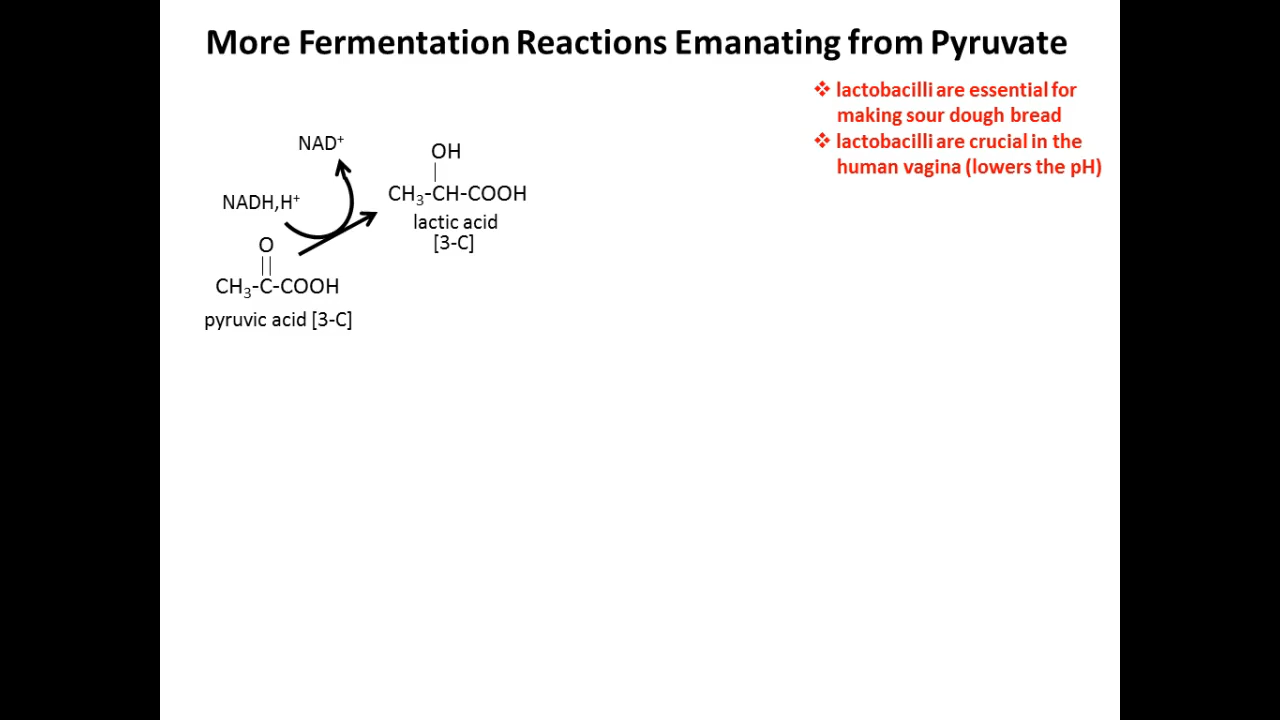 More Fermentation Reactions Emanating from Pyruvate
❖ lactobacilli are essential for
making sour dough bread
❖ lactobacilli are crucial in the
human vagina (lowers the pH)
NAD⁺
OH
|
CH₃-CH-COOH
NADH,H⁺
lactic acid
[3-C]
O
||
CH₃-C-COOH
pyruvic acid [3-C]